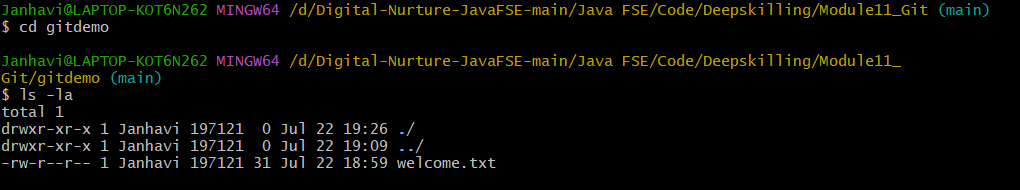 Janhavi@LAPTOP-KOT6N262 MINGW64 /d/Digital-Nurture-JavaFSE-main/Java FSE/Code/Deepskilling/Module11_Git (main)
$ cd gitdemo
Janhavi@LAPTOP-KOT6N262 MINGW64 /d/Digital-Nurture-JavaFSE-main/Java FSE/Code/Deepskilling/Module11_
Git/gitdemo (main)
$ ls -la
total 1
drwxr-xr-x 1 Janhavi 197121  0 Jul 22 19:26 ./
drwxr-xr-x 1 Janhavi 197121  0 Jul 22 19:09 ../
-rw-r--r-- 1 Janhavi 197121 31 Jul 22 18:59 welcome.txt